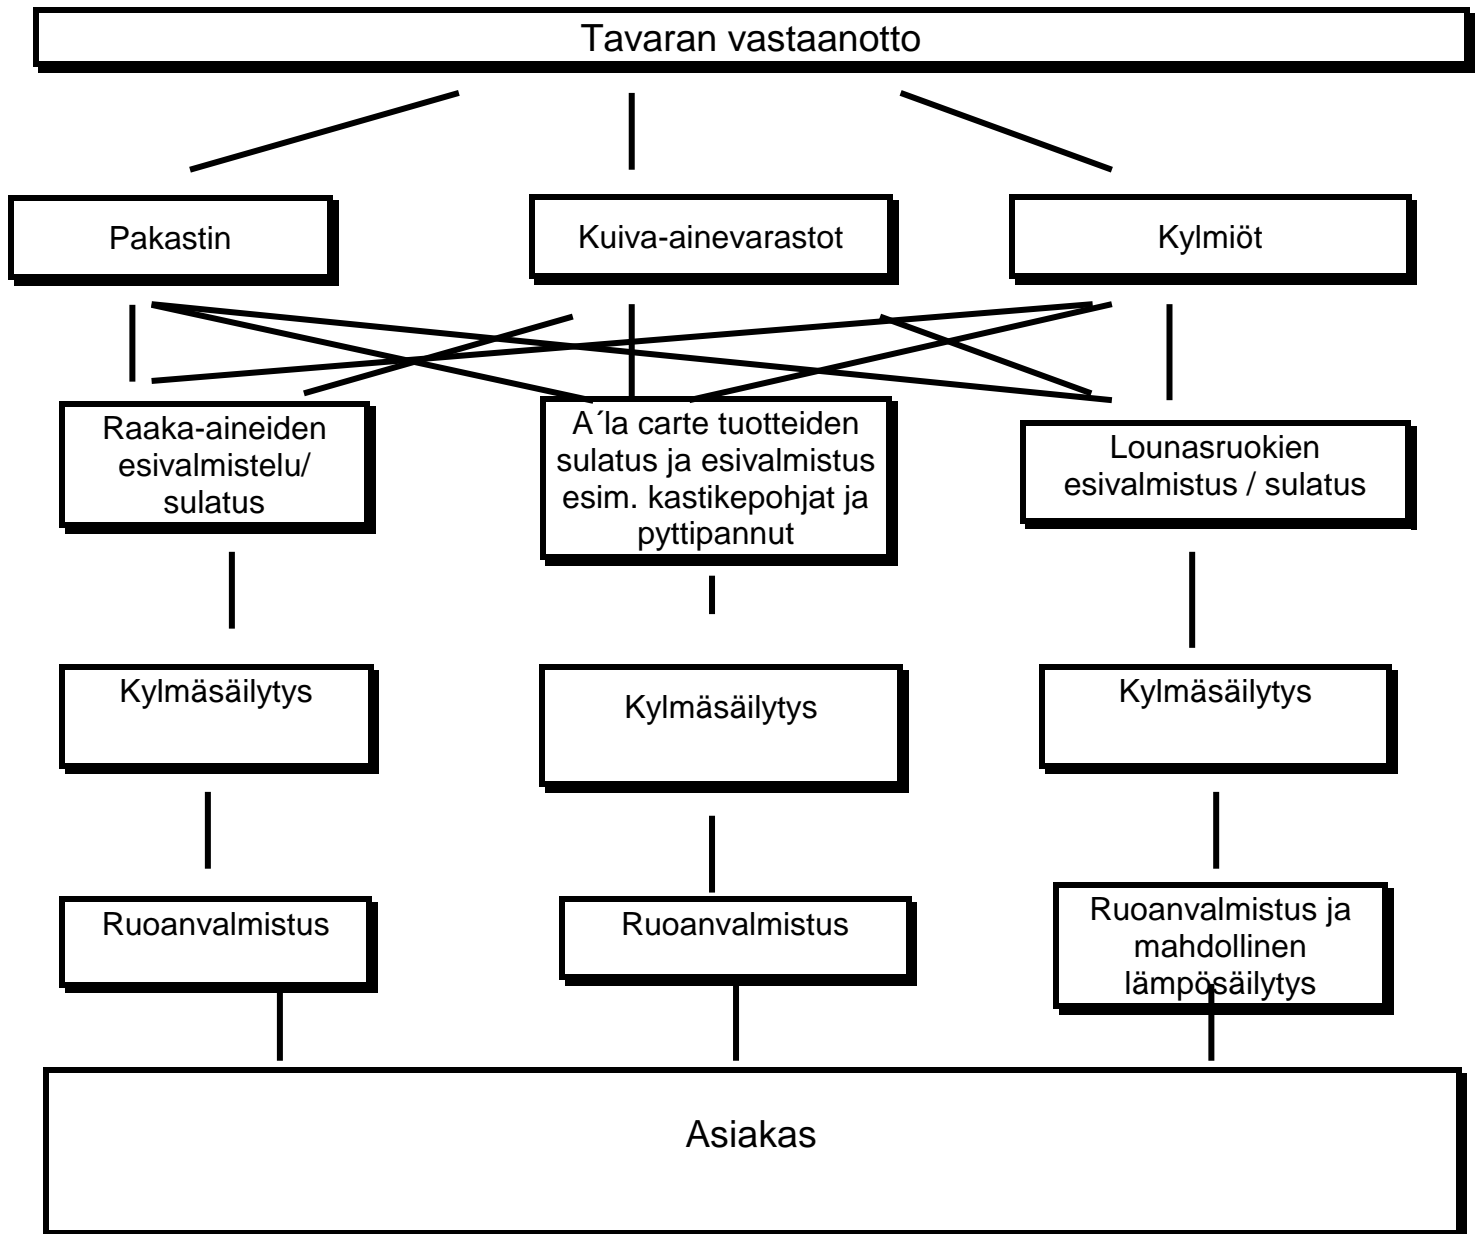 Tavaran vastaanotto
Pakastin
Kuiva-ainevarastot
Kylmiöt
Raaka-aineiden
esivalmistelu/
sulatus
A´la carte tuotteiden
sulatus ja esivalmistus
esim. kastikepohjat ja
pyttipannut
Lounasruokien
esivalmistus / sulatus
Kylmäsäilytys
Kylmäsäilytys
Kylmäsäilytys
Ruoanvalmistus
Ruoanvalmistus
Ruoanvalmistus ja
mahdollinen
lämpösäilytys
Asiakas